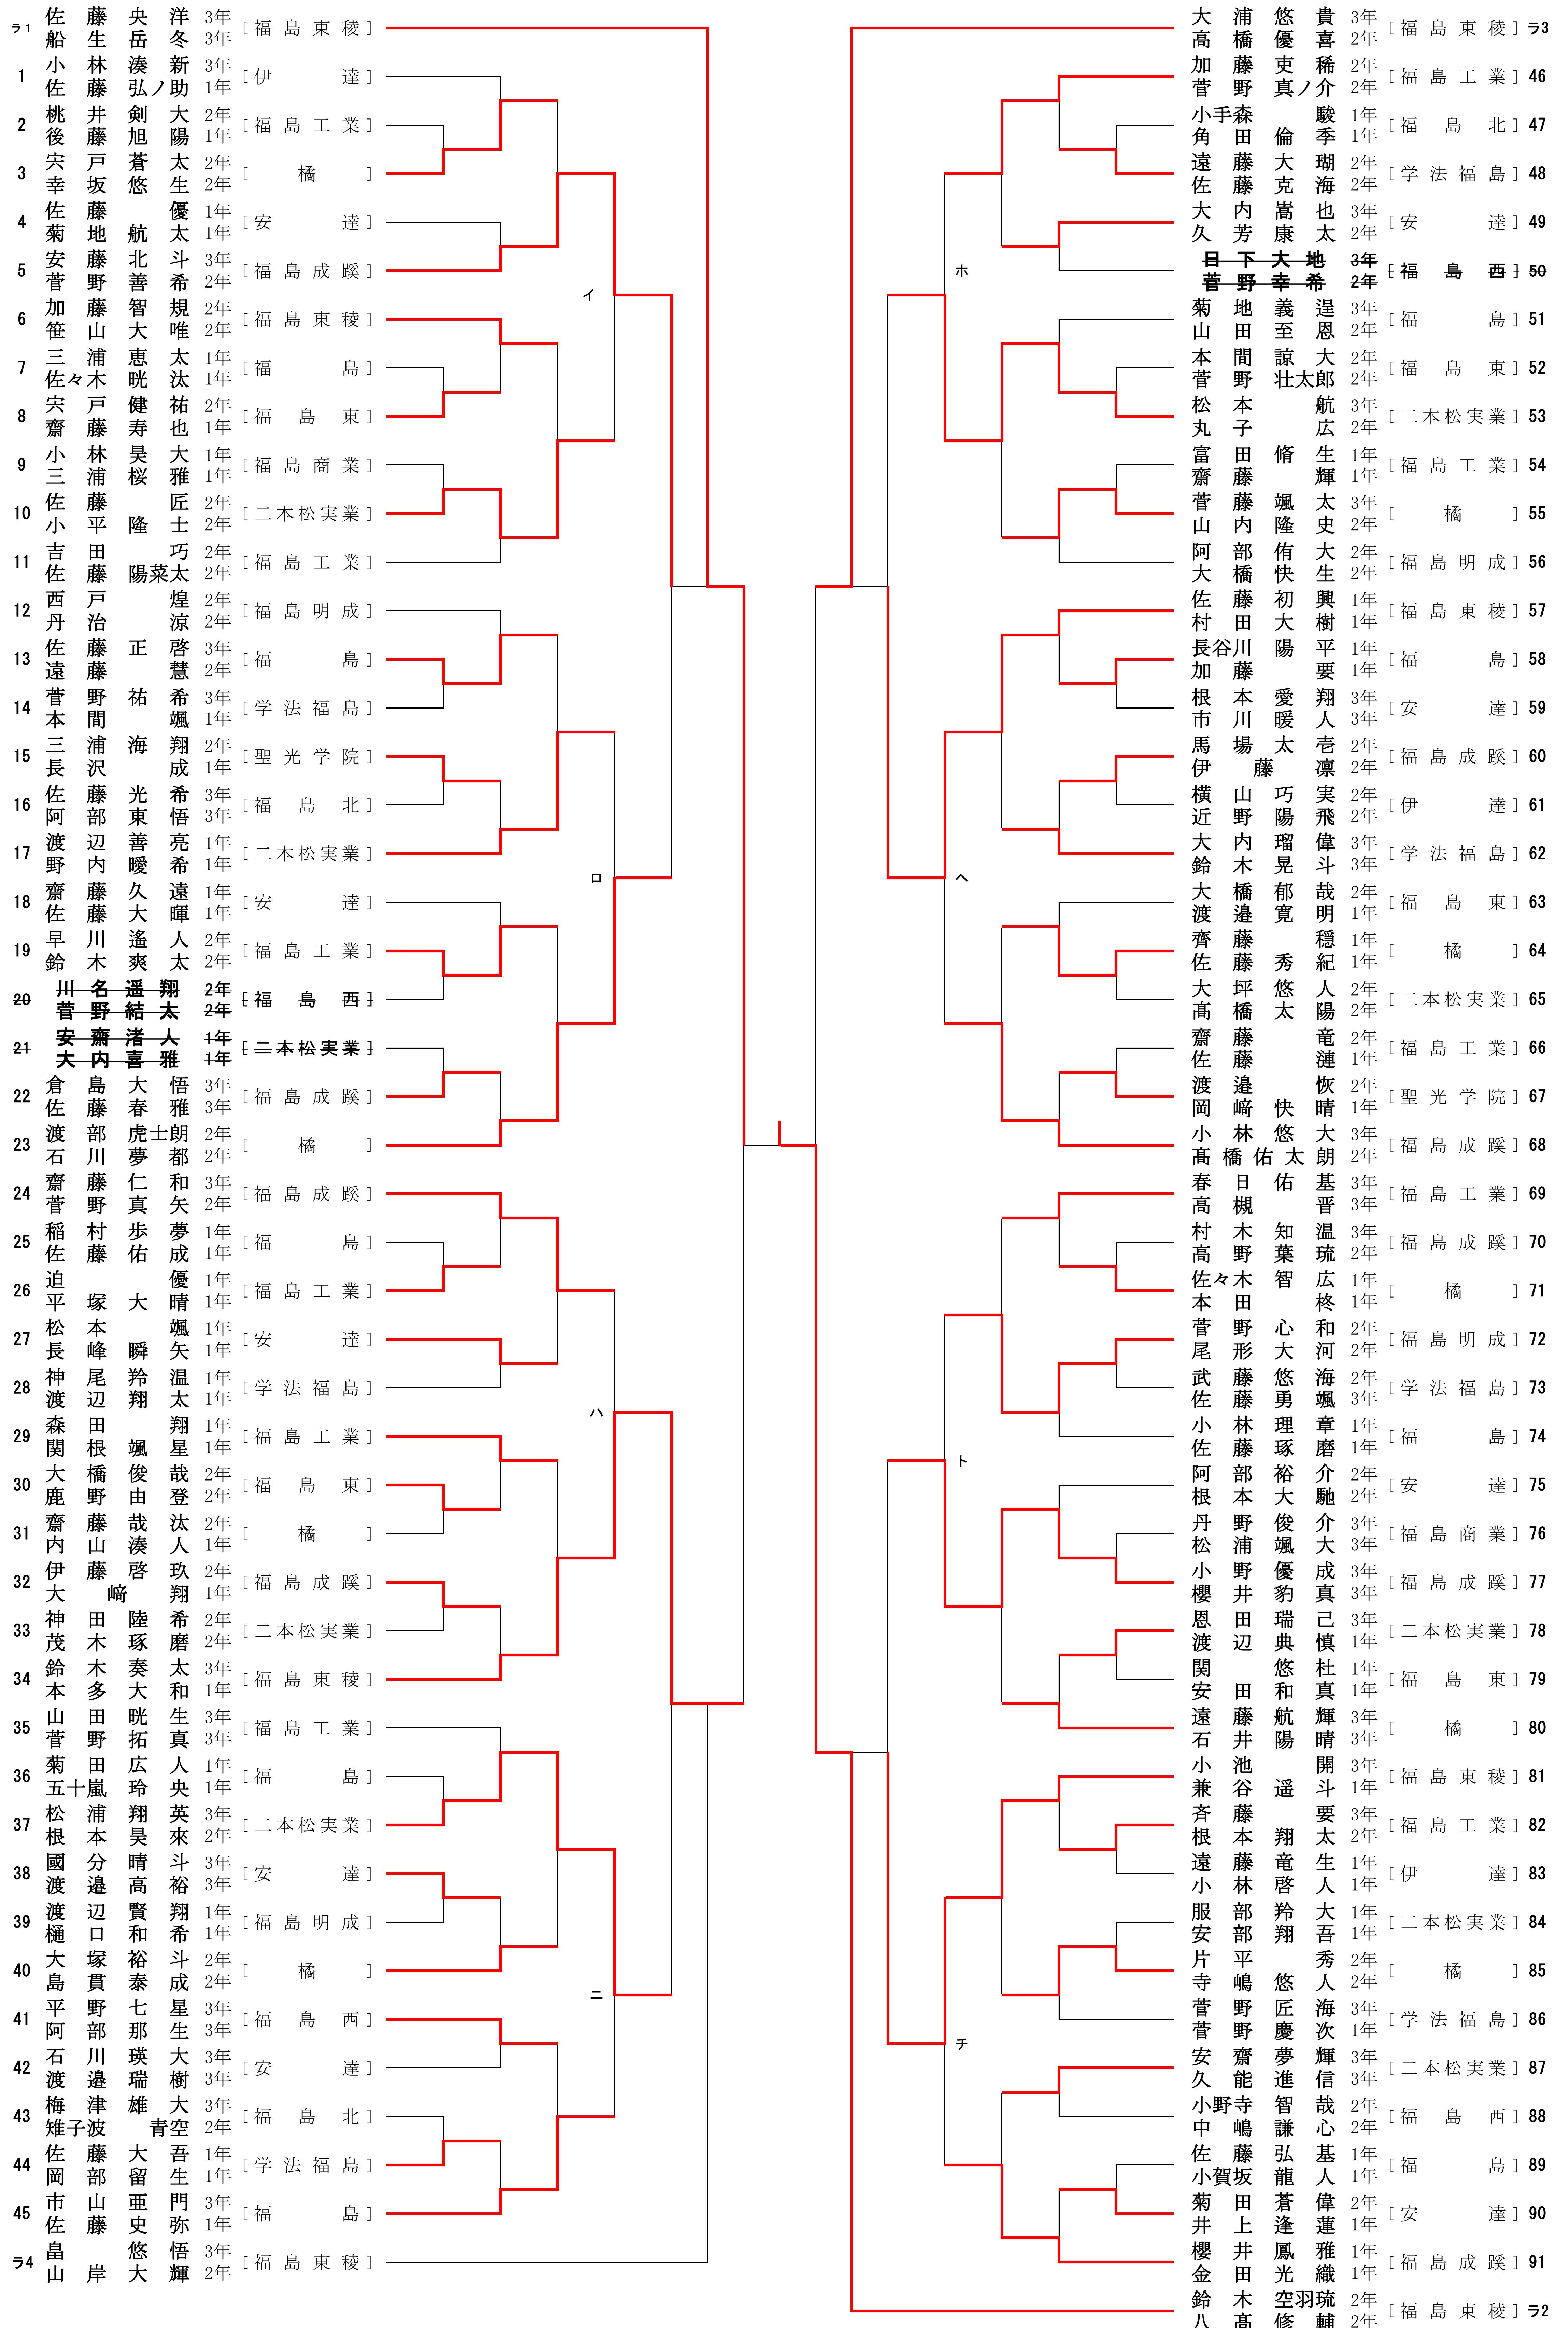 ラ1 佐藤央洋 3年 [福島東稜]
船生岳冬 3年
1 小林湊新 3年 [伊達]
佐藤弘ノ助 1年
2 桃井剣大 2年 [福島工業]
後藤旭陽 1年
3 宍戸蒼太 2年 [橘]
幸坂悠生 2年
4 佐藤優 1年 [安達]
菊地航太 1年
5 安藤北斗 3年 [福島成蹊]
菅野善希 2年
6 加藤智規 2年 [福島東稜]
笹山大唯 2年
7 三浦恵太 1年 [福島]
佐々木晄汰 1年
8 宍戸健祐 2年 [福島東]
齋藤寿也 1年
9 小林昊大 1年 [福島商業]
三浦桜雅 1年
10 佐藤匠 2年 [二本松実業]
小平隆士 2年
11 吉田巧 2年 [福島工業]
佐藤陽菜太 2年
12 西戸煌 2年 [福島明成]
丹治涼 2年
13 佐藤正啓 3年 [福島]
遠藤慧 2年
14 菅野祐希 3年 [学法福島]
本間颯 1年
15 三浦海翔 2年 [聖光学院]
長沢成 1年
16 佐藤光希 3年 [福島北]
阿部東悟 3年
17 渡辺善亮 1年 [二本松実業]
野内曖希 1年
18 齋藤久遠 1年 [安達]
佐藤大暉 1年
19 早川遙人 2年 [福島工業]
鈴木爽太 2年
20 川名遥翔 2年 [福島西]
菅野結太 2年
21 安齋渚人 1年 [二本松実業]
大内喜雅 1年
22 倉島大悟 3年 [福島成蹊]
佐藤春雅 3年
23 渡部虎士朗 2年 [橘]
石川夢都 2年
24 齋藤仁和 3年 [福島成蹊]
菅野真矢 2年
25 稲村歩夢 1年 [福島]
佐藤佑成 1年
26 迫優 1年 [福島工業]
平塚大晴 1年
27 松本颯 1年 [安達]
長峰瞬矢 1年
28 神尾羚温 1年 [学法福島]
渡辺翔太 1年
29 森田翔 1年 [福島工業]
関根颯星 1年
30 大橋俊哉 2年 [福島東]
鹿野由登 2年
31 齋藤哉汰 2年 [橘]
内山湊人 1年
32 伊藤啓玖 2年 [福島成蹊]
大﨑翔 1年
33 神田陸希 2年 [二本松実業]
茂木琢磨 2年
34 鈴木奏太 3年 [福島東稜]
本多大和 1年
35 山田晄生 3年 [福島工業]
菅野拓真 3年
36 菊田広人 1年 [福島]
五十嵐玲央 1年
37 松浦翔英 3年 [二本松実業]
根本昊來 2年
38 國分晴斗 3年 [安達]
渡邉高裕 3年
39 渡辺賢翔 1年 [福島明成]
樋口和希 1年
40 大塚裕斗 2年 [橘]
島貫泰成 2年
41 平野七星 3年 [福島西]
阿部那生 3年
42 石川瑛大 3年 [安達]
渡邉瑞樹 3年
43 梅津雄大 3年 [福島北]
雉子波青空 2年
44 佐藤大吾 1年 [学法福島]
岡部留生 1年
45 市山亜門 3年 [福島]
佐藤史弥 1年
ラ4 畠悠悟 3年 [福島東稜]
山岸大輝 2年
イ
ロ
ハ
ニ
ホ
ヘ
ト
チ
大浦悠貴 3年 [福島東稜] ラ3
高橋優喜 2年
加藤吏稀 2年 [福島工業] 46
菅野真ノ介 2年
小手森駿 1年 [福島北] 47
角田倫季 1年
遠藤大瑚 2年 [学法福島] 48
佐藤克海 2年
大内嵩也 3年 [安達] 49
久芳康太 2年
日下大地 3年 [福島西] 50
菅野幸希 2年
菊地義逞 3年 [福島] 51
山田至恩 2年
本間諒大 2年 [福島東] 52
菅野壮太郎 2年
松本航 3年 [二本松実業] 53
丸子広 2年
富田脩生 1年 [福島工業] 54
齋藤輝 1年
菅藤颯太 3年 [橘] 55
山内隆史 2年
阿部侑大 2年 [福島明成] 56
大橋快生 2年
佐藤初興 1年 [福島東稜] 57
村田大樹 1年
長谷川陽平 1年 [福島] 58
加藤要 1年
根本愛翔 3年 [安達] 59
市川暖人 3年
馬場太壱 2年 [福島成蹊] 60
伊藤凛 2年
横山巧実 2年 [伊達] 61
近野陽飛 2年
大内瑠偉 3年 [学法福島] 62
鈴木晃斗 3年
大橋郁哉 2年 [福島東] 63
渡邉寛明 1年
齊藤穏 1年 [橘] 64
佐藤秀紀 1年
大坪悠人 2年 [二本松実業] 65
髙橋太陽 2年
齋藤竜 2年 [福島工業] 66
佐藤漣 1年
渡邉恢 2年 [聖光学院] 67
岡﨑快晴 1年
小林悠大 3年 [福島成蹊] 68
髙橋佑太朗 2年
春日佑基 3年 [福島工業] 69
高槻晋 3年
村木知温 3年 [福島成蹊] 70
高野葉琉 2年
佐々木智広 1年 [橘] 71
本田柊 1年
菅野心和 2年 [福島明成] 72
尾形大河 2年
武藤悠海 2年 [学法福島] 73
佐藤勇颯 3年
小林理章 1年 [福島] 74
佐藤琢磨 1年
阿部裕介 2年 [安達] 75
根本大馳 2年
丹野俊介 3年 [福島商業] 76
松浦颯大 3年
小野優成 3年 [福島成蹊] 77
櫻井豹真 3年
恩田瑞己 3年 [二本松実業] 78
渡辺典慎 1年
関悠杜 1年 [福島東] 79
安田和真 1年
遠藤航輝 3年 [橘] 80
石井陽晴 3年
小池開 3年 [福島東稜] 81
兼谷遥斗 1年
斉藤要 3年 [福島工業] 82
根本翔太 2年
遠藤竜生 1年 [伊達] 83
小林啓人 1年
服部羚大 1年 [二本松実業] 84
安部翔吾 1年
片平秀 2年 [橘] 85
寺嶋悠人 2年
菅野匠海 3年 [学法福島] 86
菅野慶次 1年
安齋夢輝 3年 [二本松実業] 87
久能進信 3年
小野寺智哉 2年 [福島西] 88
中嶋謙心 2年
佐藤弘基 1年 [福島] 89
小賀坂龍人 1年
菊田蒼偉 2年 [安達] 90
井上逢蓮 1年
櫻井鳳雅 1年 [福島成蹊] 91
金田光織 1年
鈴木空羽琉 2年 [福島東稜] ラ2
八髙修輔 2年